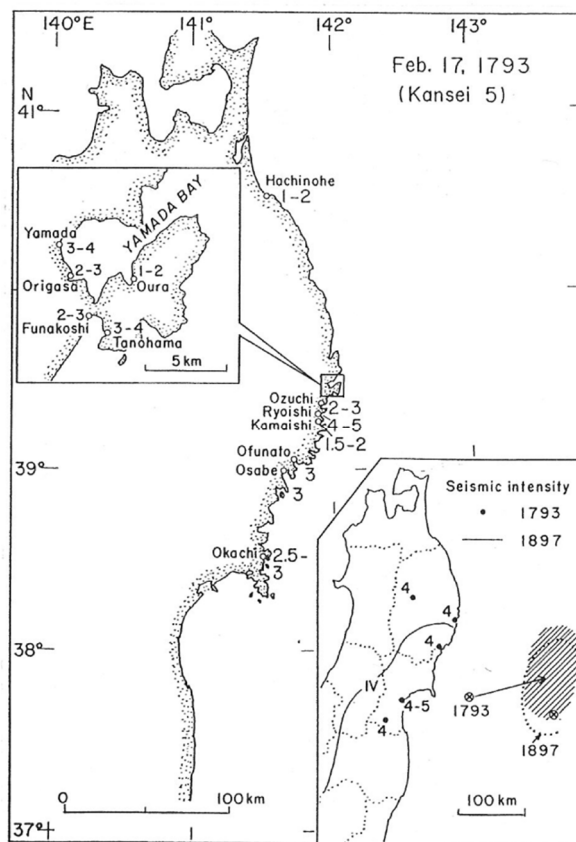 140°E 141° 142° 143°
Feb. 17, 1793
(Kansei 5)
N
41°
Hachinohe
1-2
YAMADA BAY
Yamada
3-4
2-3
Origasa
1-2
Oura
2-3
Funakoshi
3-4
Tanohama
5 km
Ozuchi
2-3
Ryoishi
4-5
Kamaishi
1.5-2
Ofunato
3
39°
Osabe
3
Okachi
2.5-
3
38°
37°
0 100 km
Seismic intensity
1793
1897
4
4
4
IV
4-5
4
1793
1897
100 km